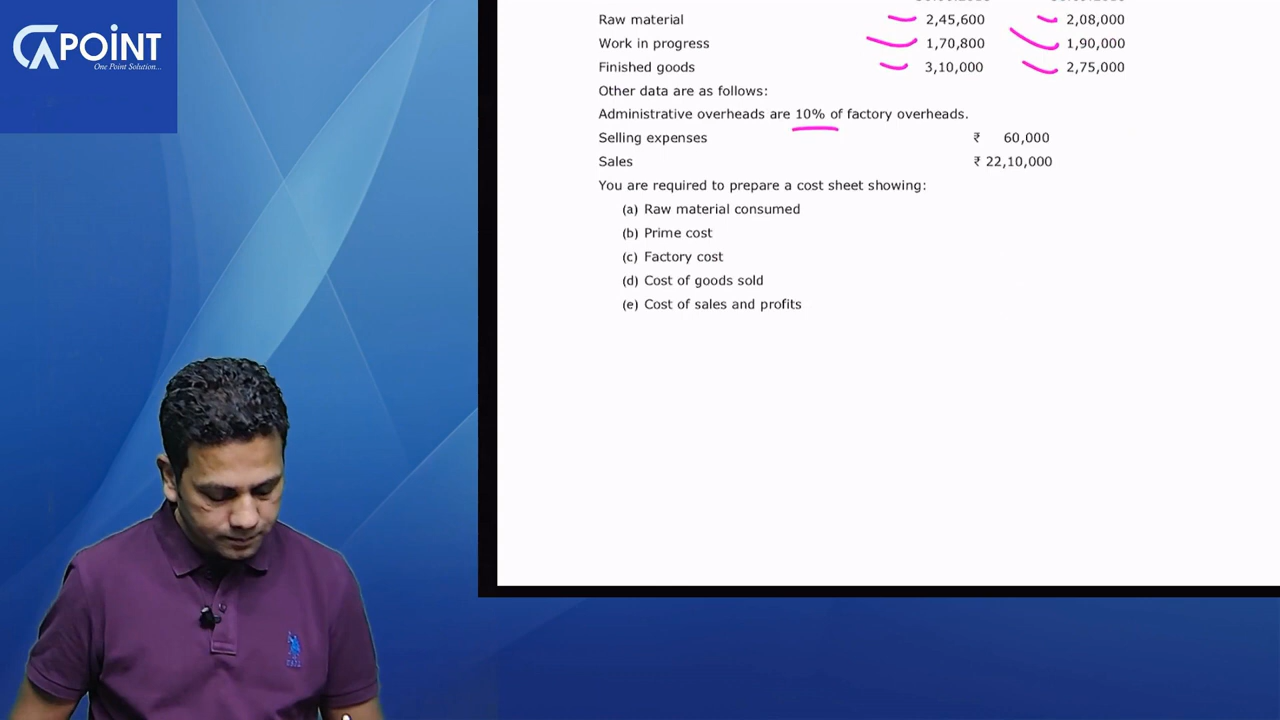 CAPOINT
One Point Solution...
Raw material 2,45,600 2,08,000
Work in progress 1,70,800 1,90,000
Finished goods 3,10,000 2,75,000
Other data are as follows:
Administrative overheads are 10% of factory overheads.
Selling expenses ₹ 60,000
Sales ₹ 22,10,000
You are required to prepare a cost sheet showing:
(a) Raw material consumed
(b) Prime cost
(c) Factory cost
(d) Cost of goods sold
(e) Cost of sales and profits